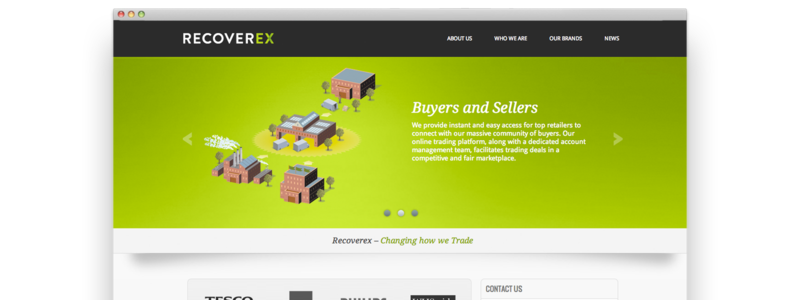 RECOVEREX
ABOUT US WHO WE ARE OUR BRANDS NEWS
Buyers and Sellers
We provide instant and easy access for top retailers to
connect with our massive community of buyers. Our
online trading platform, along with a dedicated account
management team, facilitates trading deals in a
competitive and fair marketplace.
Recoverex – Changing how we Trade
TESCO
CONTACT US